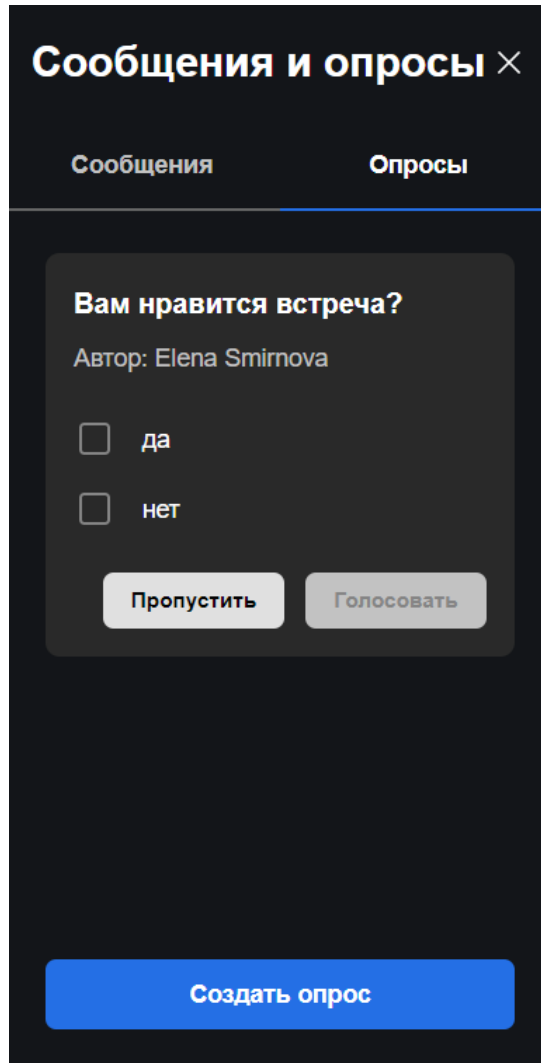 Сообщения и опросы
Сообщения Опросы
Вам нравится встреча?
Автор: Elena Smirnova
да
нет
Пропустить Голосовать
Создать опрос